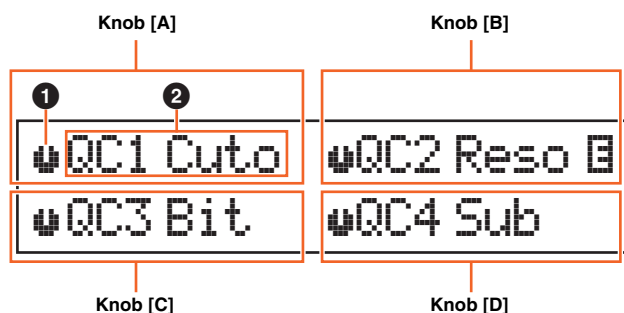 Knob [A] Knob [B]
1 2
QC1 Cuto QC2 Reso E
QC3 Bit QC4 Sub
Knob [C] Knob [D]